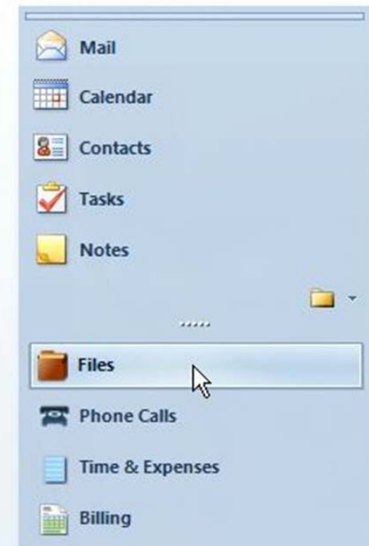 Mail
Calendar
Contacts
Tasks
Notes
Files
Phone Calls
Time & Expenses
Billing